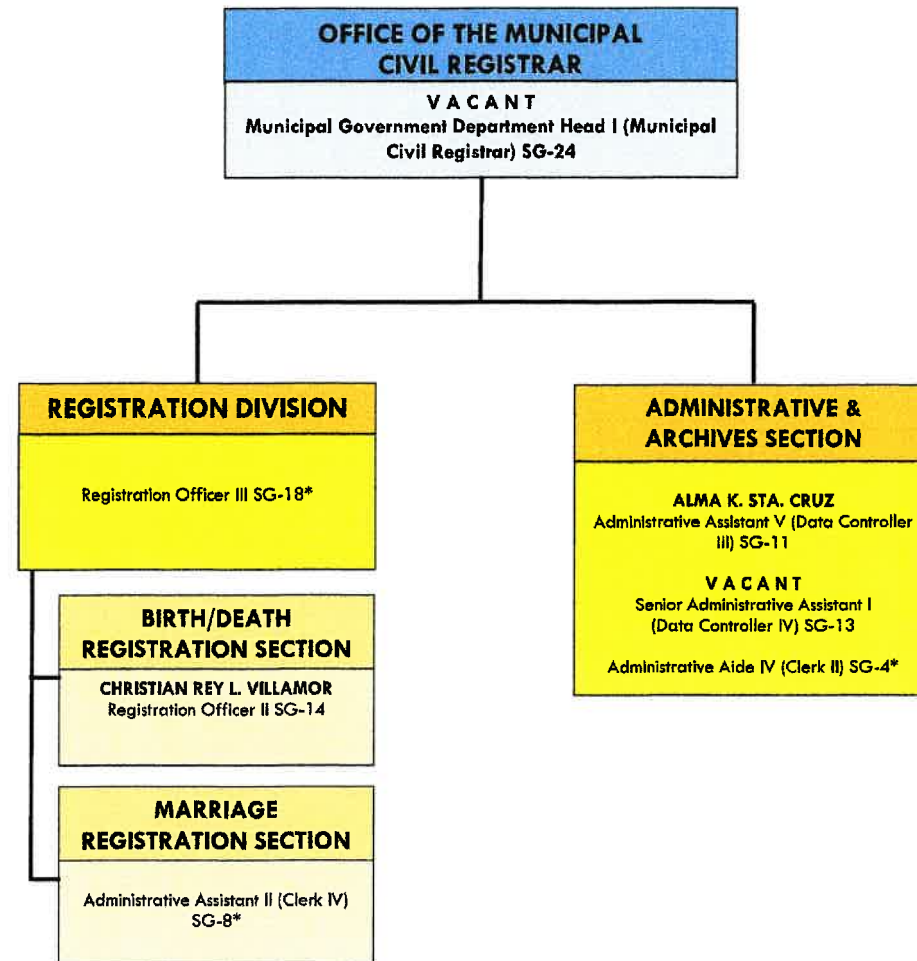 OFFICE OF THE MUNICIPAL
CIVIL REGISTRAR
V A C A N T
Municipal Government Department Head I (Municipal
Civil Registrar) SG-24
REGISTRATION DIVISION
Registration Officer III SG-18*
BIRTH/DEATH
REGISTRATION SECTION
CHRISTIAN REY L. VILLAMOR
Registration Officer II SG-14
MARRIAGE
REGISTRATION SECTION
Administrative Assistant II (Clerk IV)
SG-8*
ADMINISTRATIVE &
ARCHIVES SECTION
ALMA K. STA. CRUZ
Administrative Assistant V (Data Controller
III) SG-11
V A C A N T
Senior Administrative Assistant I
(Data Controller IV) SG-13
Administrative Aide IV (Clerk II) SG-4*